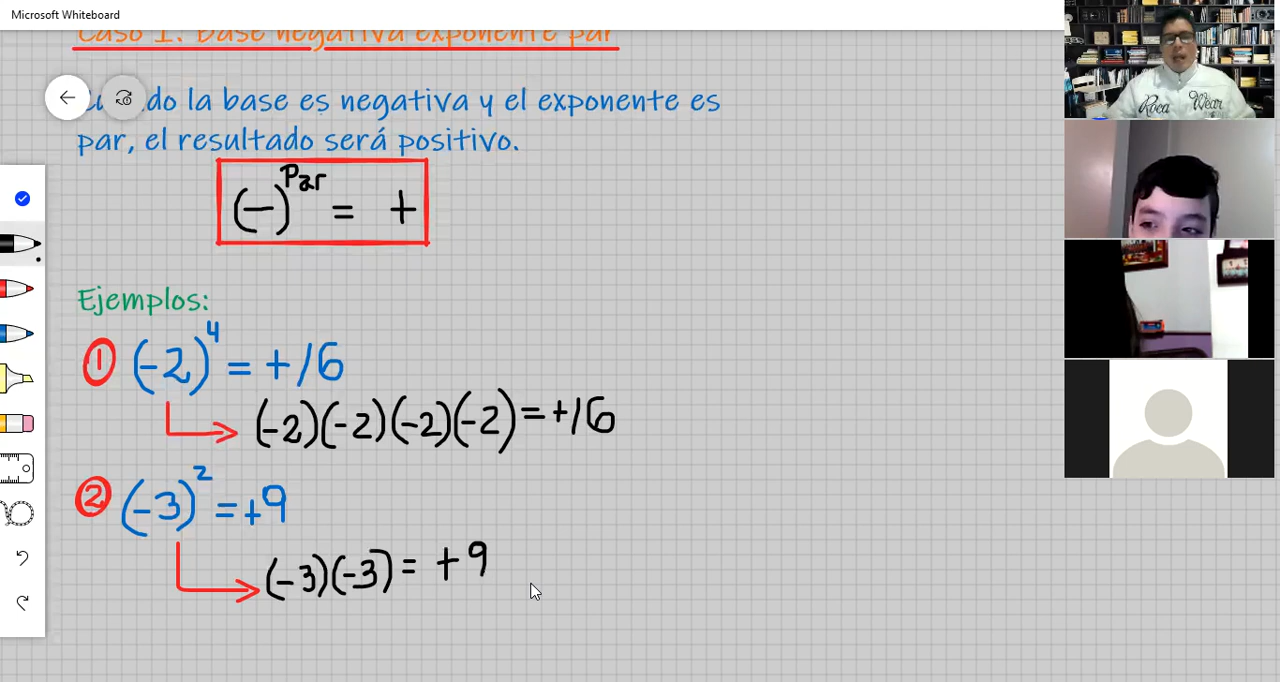 Microsoft Whiteboard
Caso 1: Base negativa exponente par
Cuando la base es negativa y el exponente es
par, el resultado será positivo.
(-)^Par = +
Ejemplos:
① (-2)^4 = +16
(-2)(-2)(-2)(-2) = +16
② (-3)^2 = +9
(-3)(-3) = +9
Roca Wear